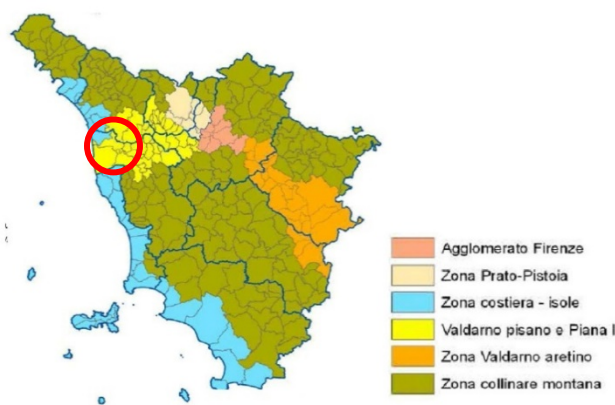 Agglomerato Firenze
Zona Prato-Pistoia
Zona costiera - isole
Valdarno pisano e Piana l
Zona Valdarno aretino
Zona collinare montana